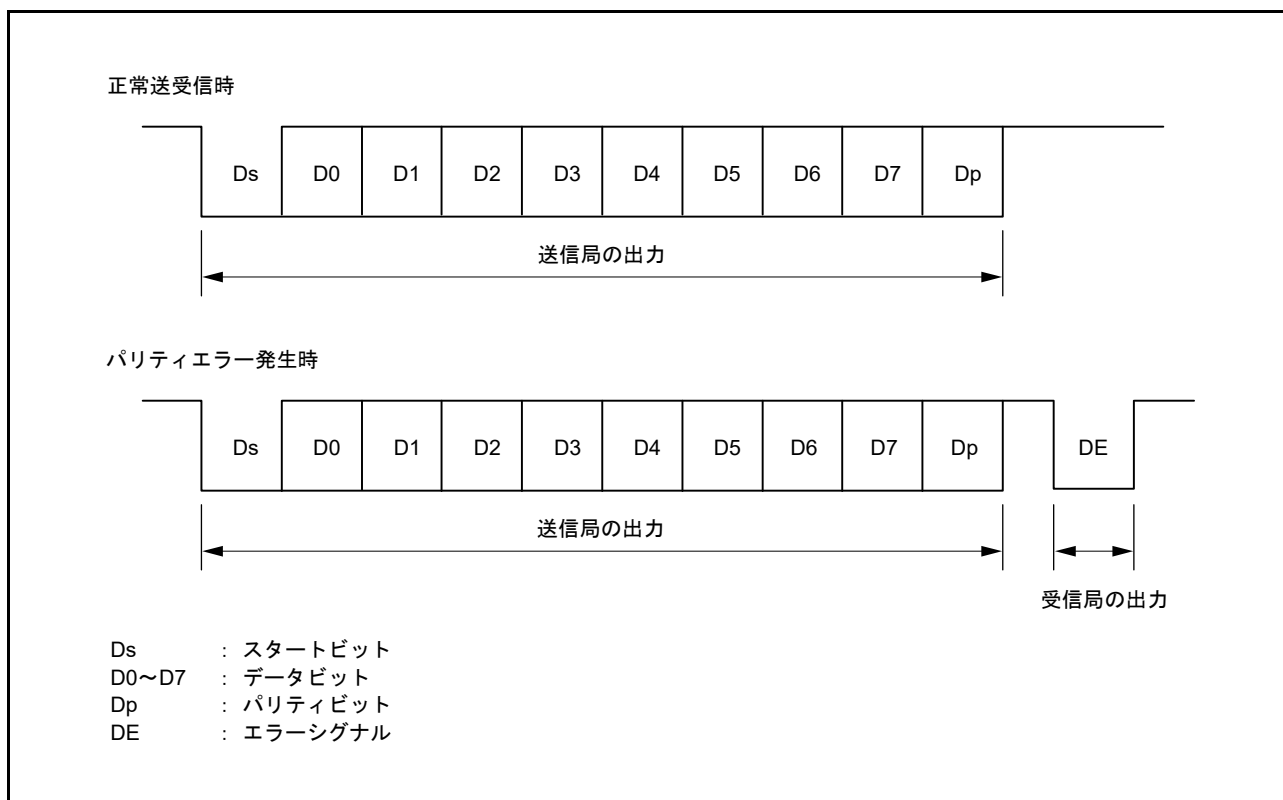 正常送受信時
Ds D0 D1 D2 D3 D4 D5 D6 D7 Dp
送信局の出力
パリティエラー発生時
Ds D0 D1 D2 D3 D4 D5 D6 D7 Dp DE
送信局の出力
受信局の出力
Ds : スタートビット
D0~D7 : データビット
Dp : パリティビット
DE : エラーシグナル